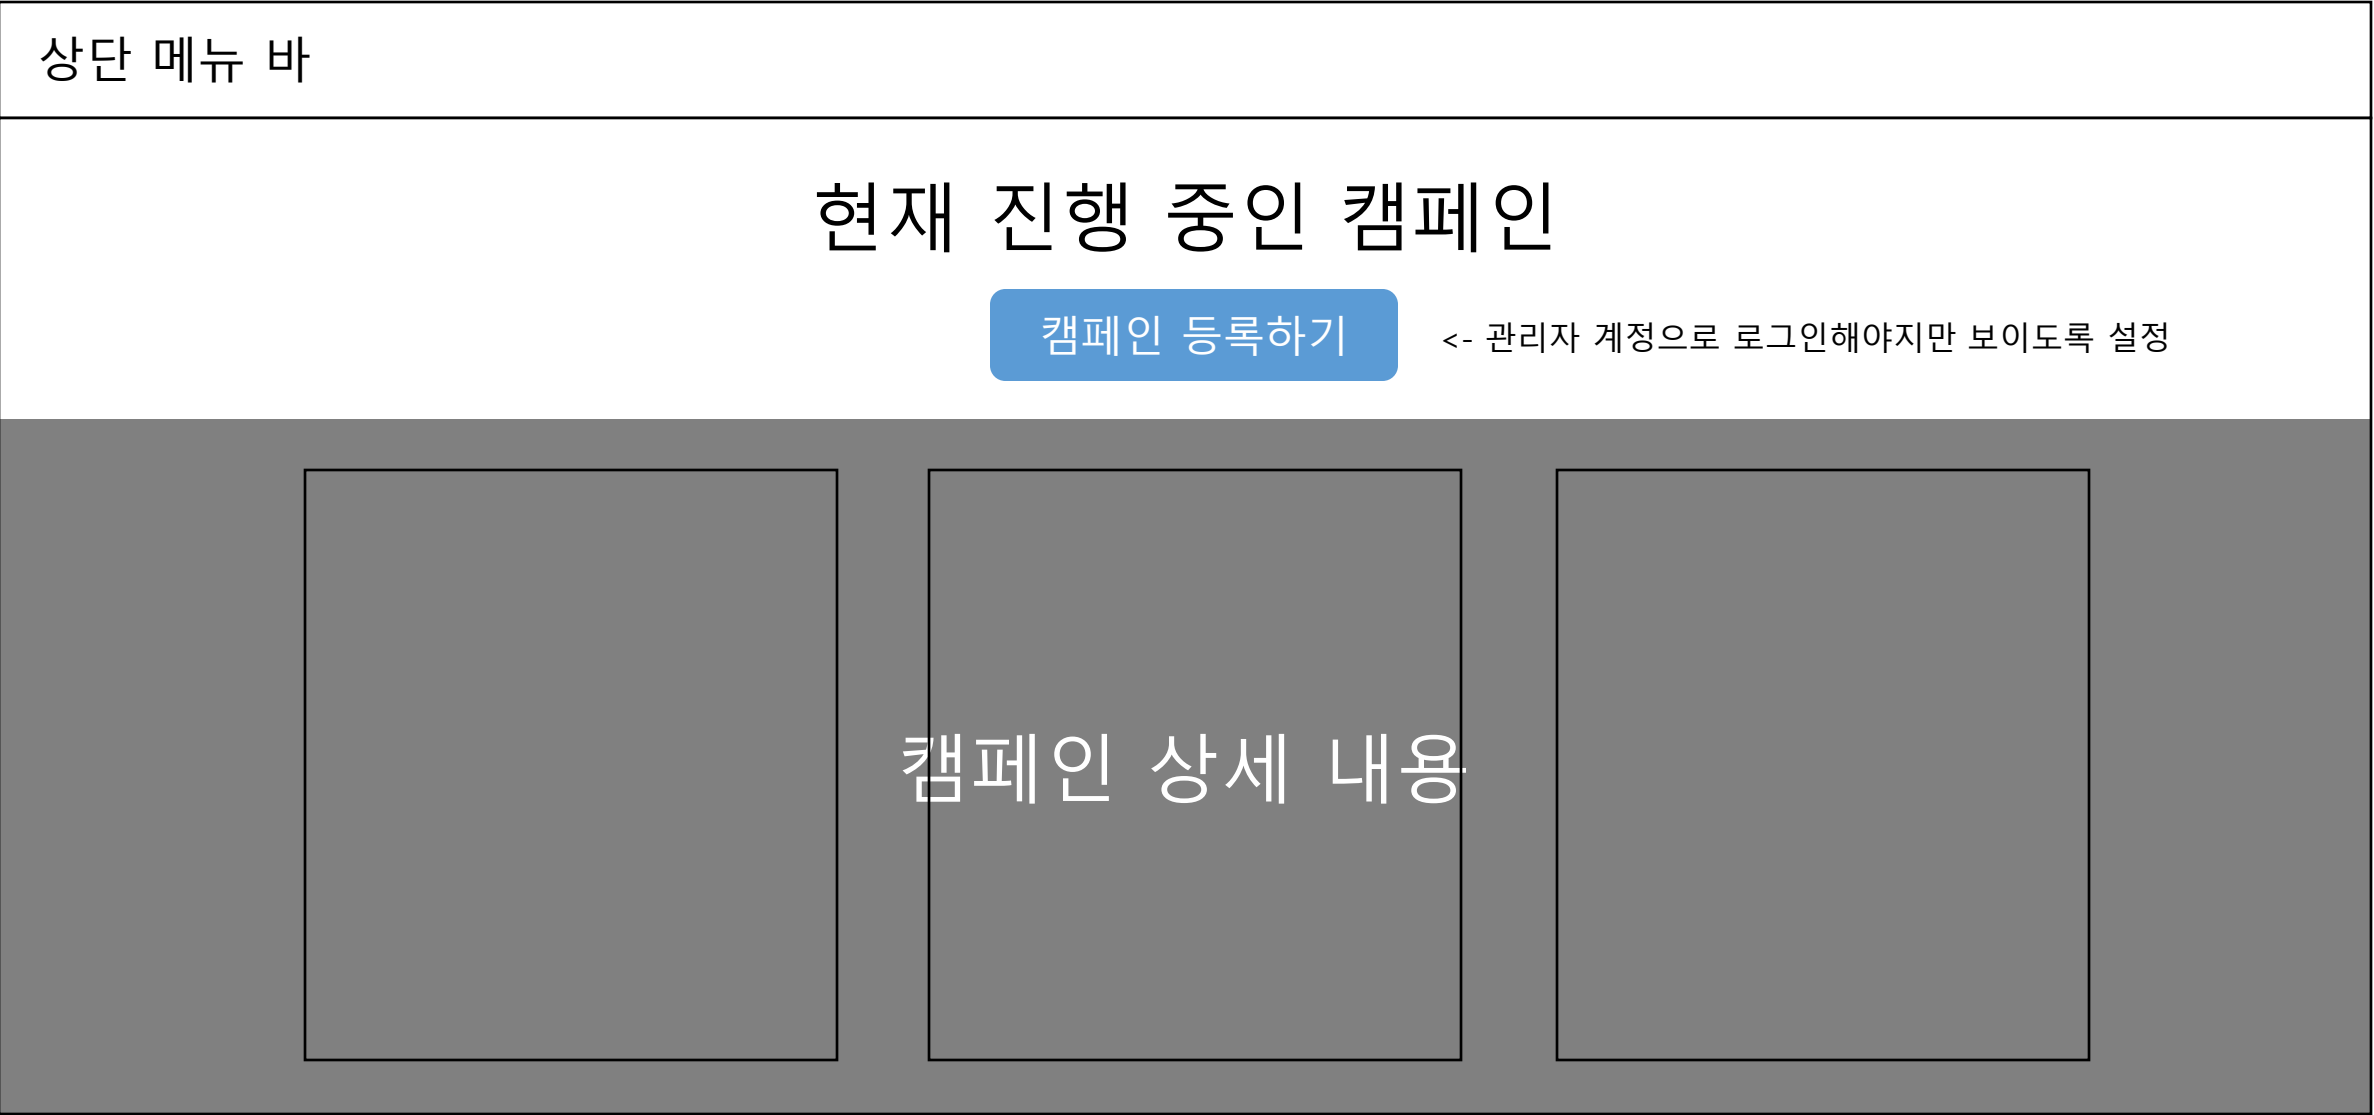 상단 메뉴 바
현재 진행 중인 캠페인
캠페인 등록하기
<- 관리자 계정으로 로그인해야지만 보이도록 설정
캠페인 상세 내용